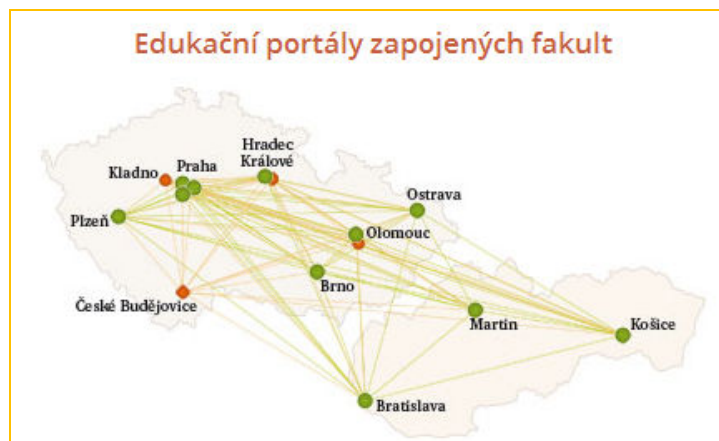 Edukační portály zapojených fakult
Hradec
Králové
Praha
Kladno
Ostrava
Plzeň
Olomouc
Brno
České Budějovice
Martin
Košice
Bratislava